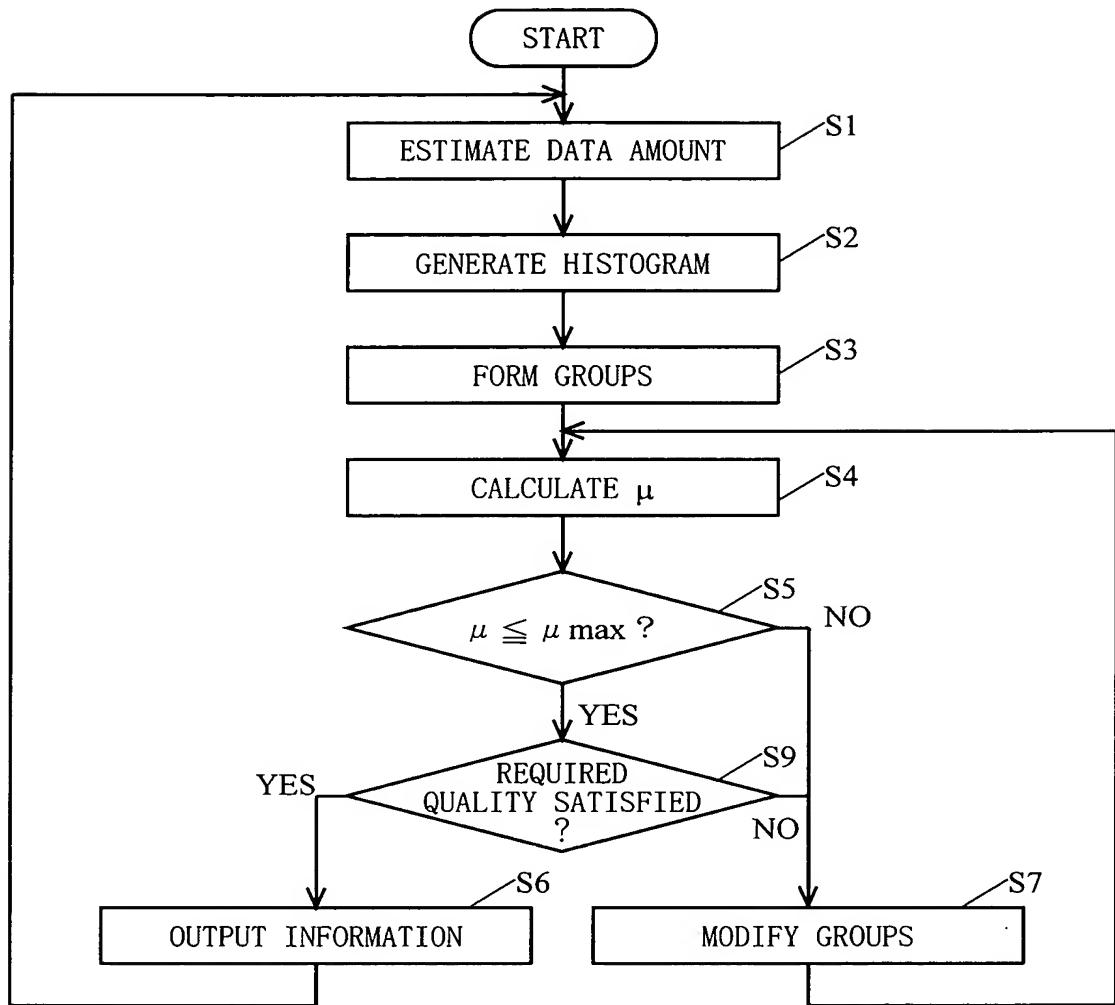 START
S1
ESTIMATE DATA AMOUNT
S2
GENERATE HISTOGRAM
S3
FORM GROUPS
S4
CALCULATE μ
S5
μ ≦ μ max ?
NO
YES
S9
YES
REQUIRED
QUALITY SATISFIED
?
NO
S6
OUTPUT INFORMATION
S7
MODIFY GROUPS